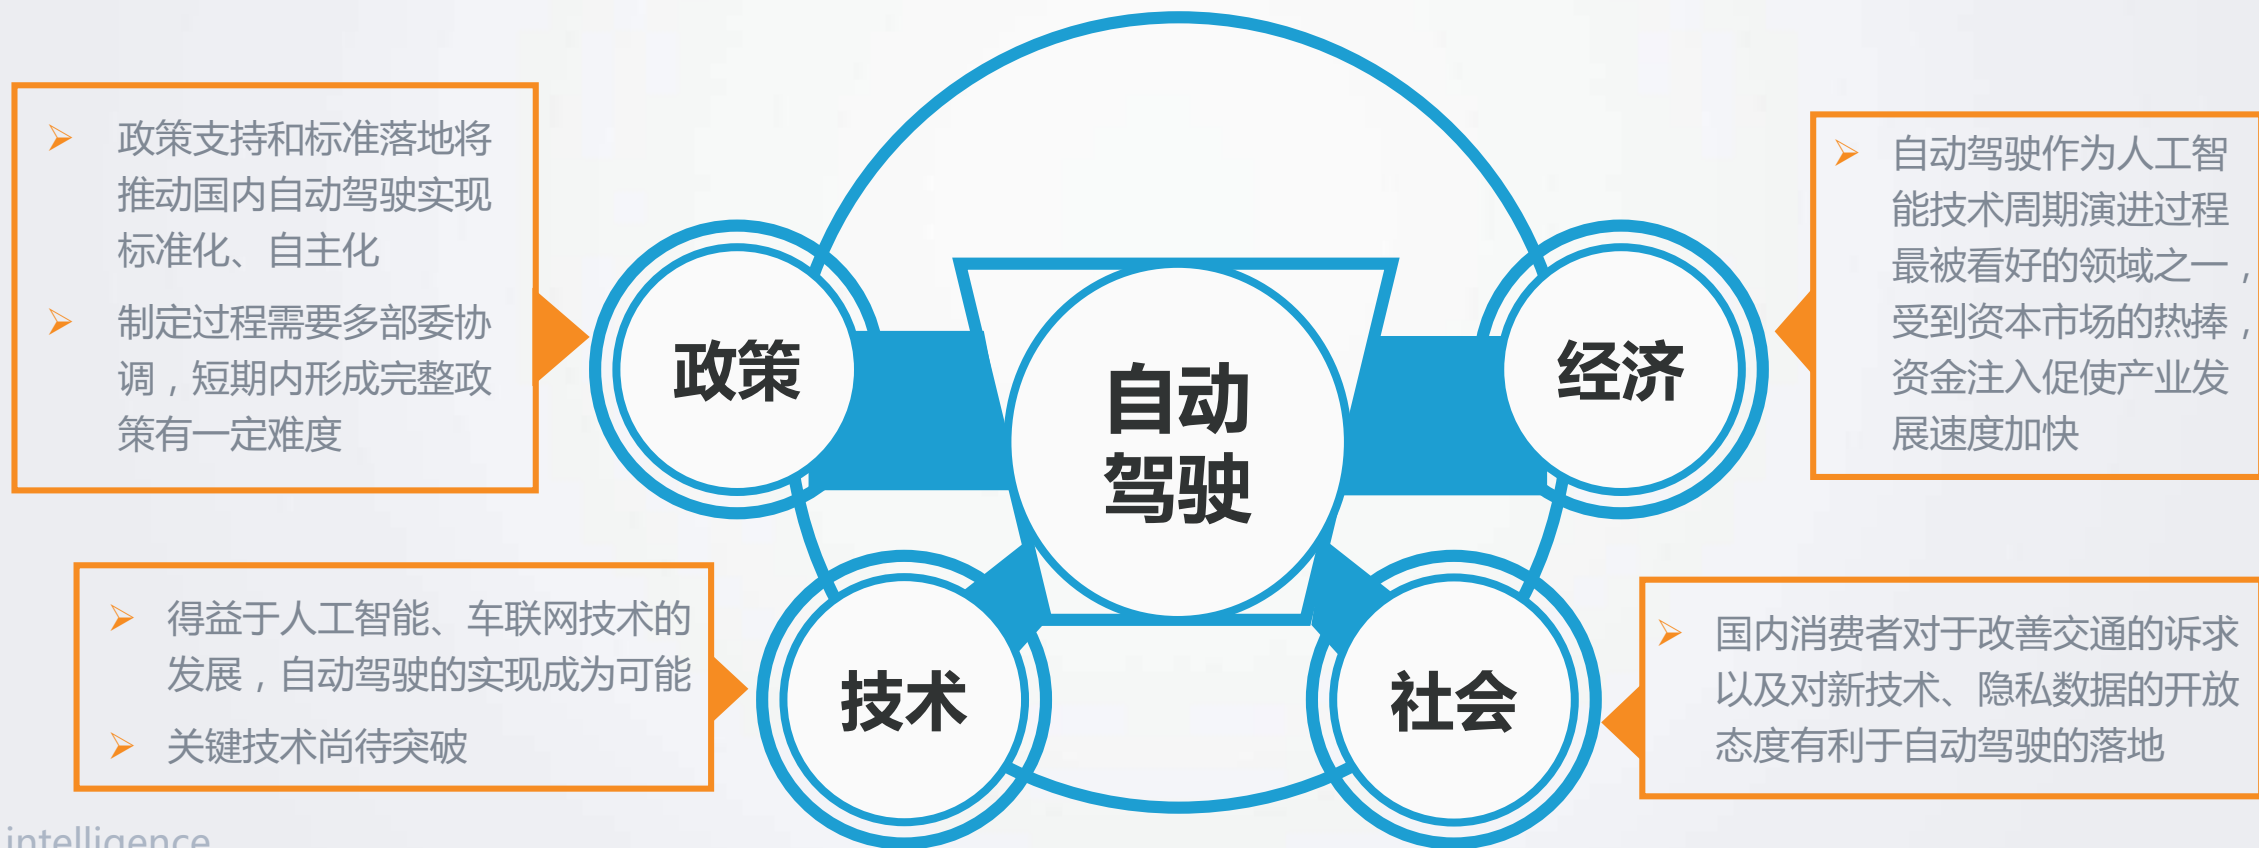 政策支持和标准落地将
推动国内自动驾驶实现
标准化、自主化
制定过程需要多部委协
调，短期内形成完整政
策有一定难度
政策
自动
驾驶
经济
自动驾驶作为人工智
能技术周期演进过程
最被看好的领域之一，
受到资本市场的热捧，
资金注入促使产业发
展速度加快
得益于人工智能、车联网技术的
发展，自动驾驶的实现成为可能
关键技术尚待突破
技术
社会
国内消费者对于改善交通的诉求
以及对新技术、隐私数据的开放
态度有利于自动驾驶的落地
intelligence